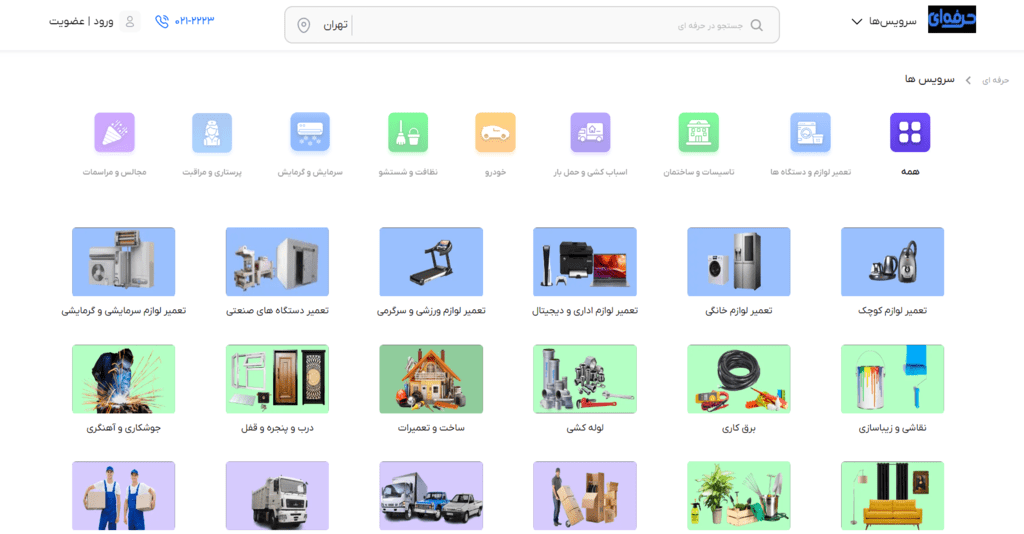 حرفه‌ای
سرویس‌ها
جستجو در حرفه ای
تهران
۰۲۱-۲۲۲۳
ورود | عضویت
حرفه ای
سرویس ها
همه
تعمیر لوازم و دستگاه ها
تاسیسات و ساختمان
اسباب کشی و حمل بار
خودرو
نظافت و شستشو
سرمایش و گرمایش
پرستاری و مراقبت
مجالس و مراسمات
تعمیر لوازم کوچک
تعمیر لوازم خانگی
تعمیر لوازم اداری و دیجیتال
تعمیر لوازم ورزشی و سرگرمی
تعمیر دستگاه های صنعتی
تعمیر لوازم سرمایشی و گرمایشی
نقاشی و زیباسازی
برق کاری
لوله کشی
ساخت و تعمیرات
درب و پنجره و قفل
جوشکاری و آهنگری